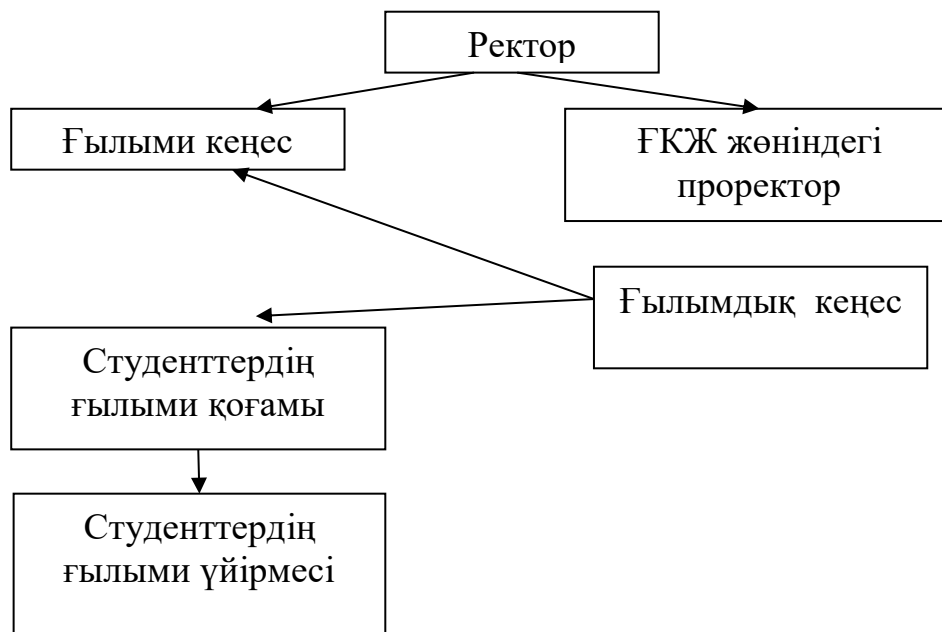 Ректор
Ғылыми кеңес
ҒКЖ жөніндегі
проректор
Ғылымдық кеңес
Студенттердің
ғылыми қоғамы
Студенттердің
ғылыми үйірмесі